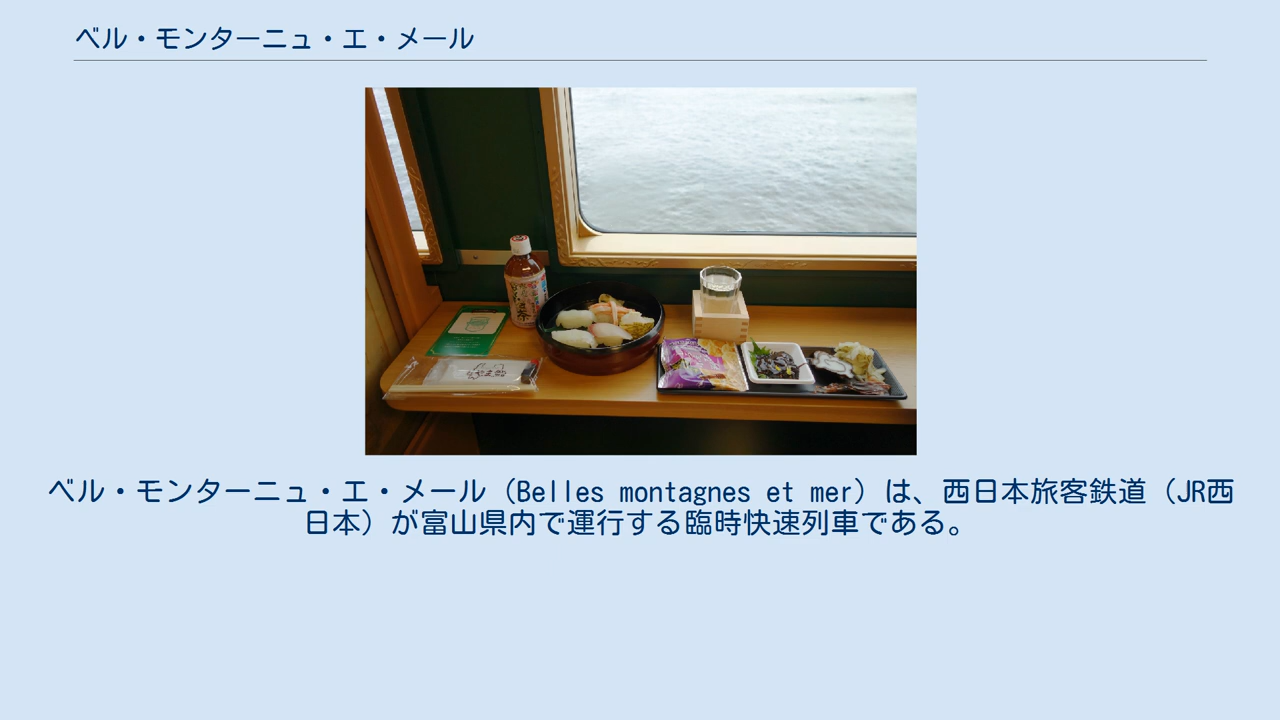 ベル・モンターニュ・エ・メール
ベル・モンターニュ・エ・メール（Belles montagnes et mer）は、西日本旅客鉄道（JR西
日本）が富山県内で運行する臨時快速列車である。